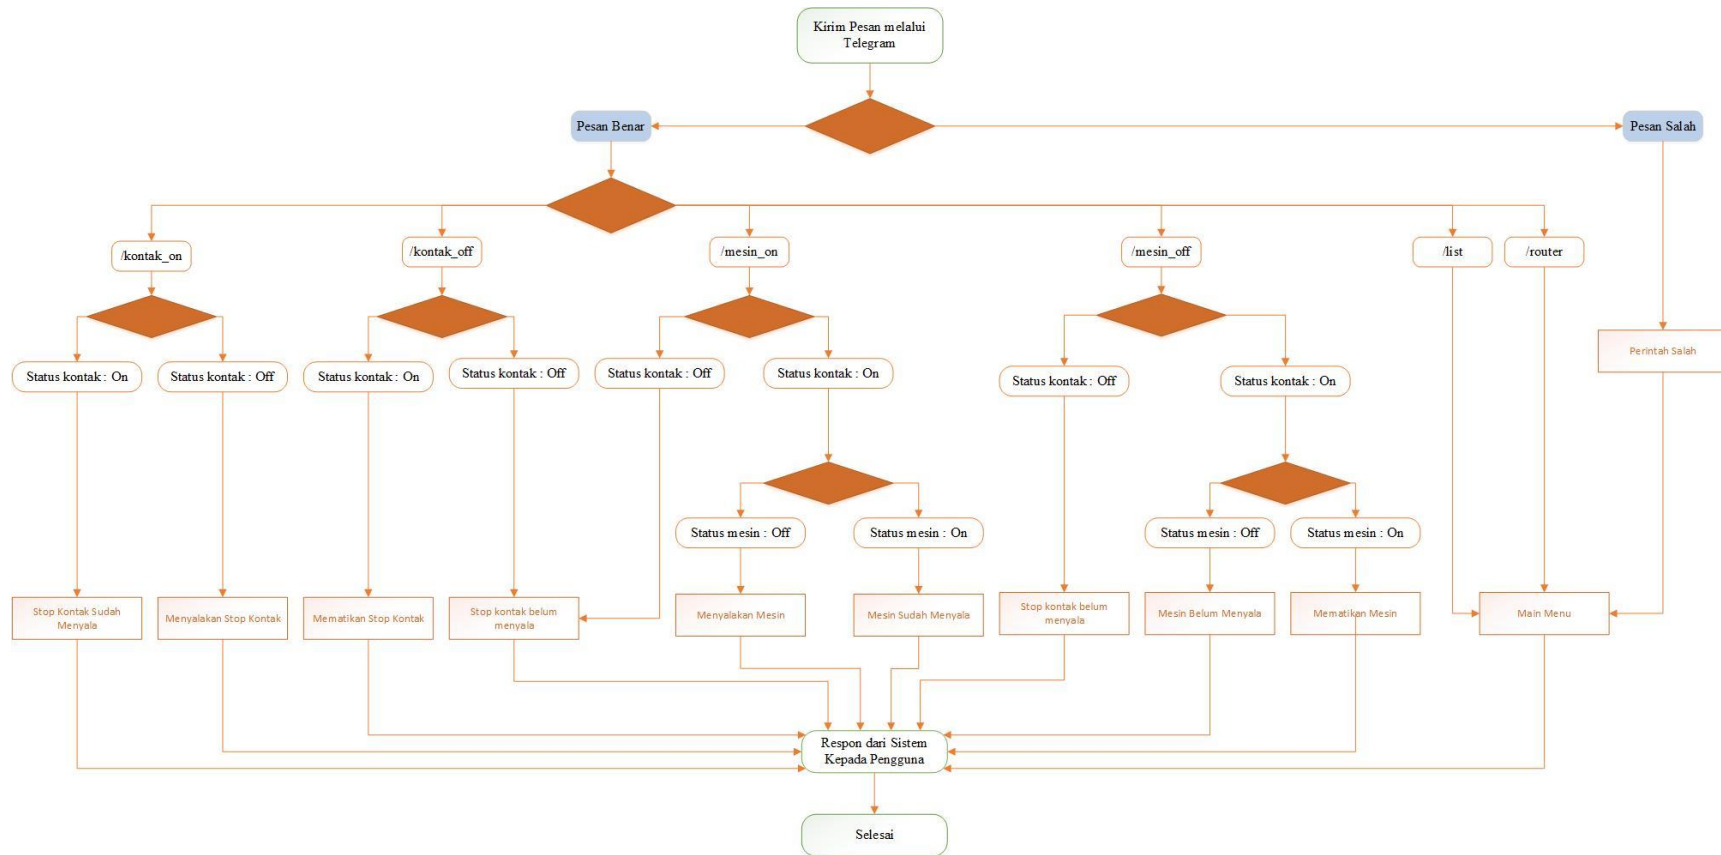 Kirim Pesan melalui
Telegram
Pesan Benar
Pesan Salah
/kontak_on
/kontak_off
/mesin_on
/mesin_off
/list
/router
Status kontak : On
Status kontak : Off
Status kontak : On
Status kontak : Off
Status kontak : Off
Status kontak : On
Status kontak : Off
Status kontak : On
Perintah Salah
Status mesin : Off
Status mesin : On
Status mesin : Off
Status mesin : On
Stop Kontak Sudah
Menyala
Menyalakan Stop Kontak
Mematikan Stop Kontak
Stop kontak belum
menyala
Menyalakan Mesin
Mesin Sudah Menyala
Stop kontak belum
menyala
Mesin Belum Menyala
Mematikan Mesin
Main Menu
Respon dari Sistem
Kepada Pengguna
Selesai